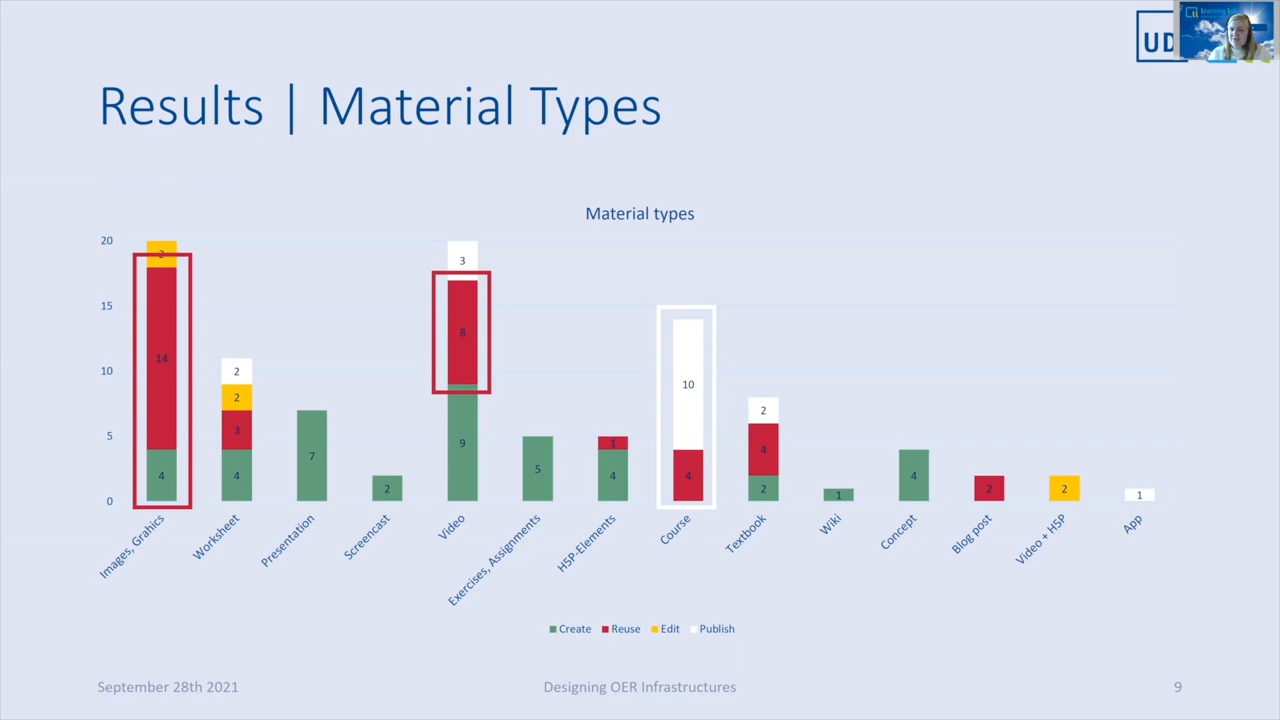 Learning Lab
UD
Results | Material Types
Material types
20
15
10
5
0
2
14
4
2
2
3
4
7
2
3
8
9
5
1
4
10
4
2
4
2
1
4
2
2
1
Images, Grahics
Worksheet
Presentation
Screencast
Video
Exercises, Assignments
H5P-Elements
Course
Textbook
Wiki
Concept
Blog post
Video + H5P
App
Create Reuse Edit Publish
September 28th 2021 Designing OER Infrastructures 9